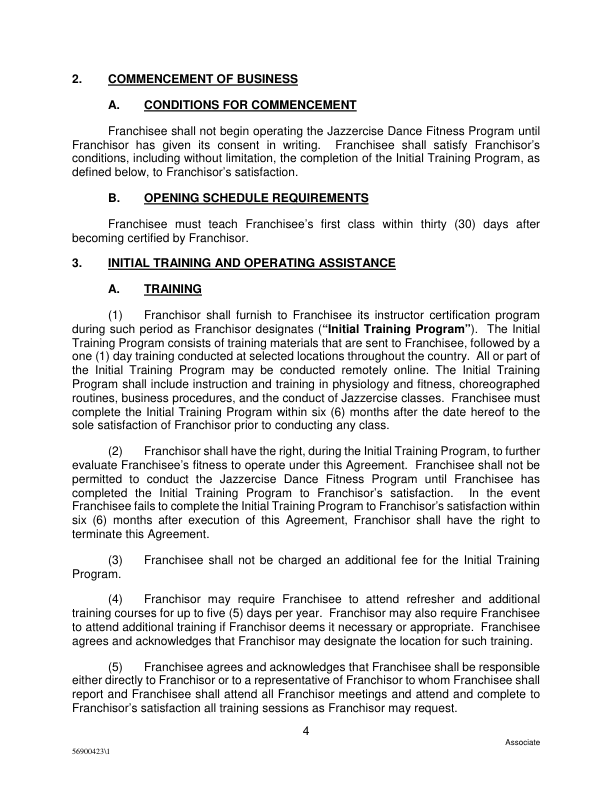 2. COMMENCEMENT OF BUSINESS
A. CONDITIONS FOR COMMENCEMENT
Franchisee shall not begin operating the Jazzercise Dance Fitness Program until
Franchisor has given its consent in writing. Franchisee shall satisfy Franchisor’s
conditions, including without limitation, the completion of the Initial Training Program, as
defined below, to Franchisor’s satisfaction.
B. OPENING SCHEDULE REQUIREMENTS
Franchisee must teach Franchisee’s first class within thirty (30) days after
becoming certified by Franchisor.
3. INITIAL TRAINING AND OPERATING ASSISTANCE
A. TRAINING
(1) Franchisor shall furnish to Franchisee its instructor certification program
during such period as Franchisor designates (“Initial Training Program”). The Initial
Training Program consists of training materials that are sent to Franchisee, followed by a
one (1) day training conducted at selected locations throughout the country. All or part of
the Initial Training Program may be conducted remotely online. The Initial Training
Program shall include instruction and training in physiology and fitness, choreographed
routines, business procedures, and the conduct of Jazzercise classes. Franchisee must
complete the Initial Training Program within six (6) months after the date hereof to the
sole satisfaction of Franchisor prior to conducting any class.
(2) Franchisor shall have the right, during the Initial Training Program, to further
evaluate Franchisee’s fitness to operate under this Agreement. Franchisee shall not be
permitted to conduct the Jazzercise Dance Fitness Program until Franchisee has
completed the Initial Training Program to Franchisor’s satisfaction. In the event
Franchisee fails to complete the Initial Training Program to Franchisor’s satisfaction within
six (6) months after execution of this Agreement, Franchisor shall have the right to
terminate this Agreement.
(3) Franchisee shall not be charged an additional fee for the Initial Training
Program.
(4) Franchisor may require Franchisee to attend refresher and additional
training courses for up to five (5) days per year. Franchisor may also require Franchisee
to attend additional training if Franchisor deems it necessary or appropriate. Franchisee
agrees and acknowledges that Franchisor may designate the location for such training.
(5) Franchisee agrees and acknowledges that Franchisee shall be responsible
either directly to Franchisor or to a representative of Franchisor to whom Franchisee shall
report and Franchisee shall attend all Franchisor meetings and attend and complete to
Franchisor’s satisfaction all training sessions as Franchisor may request.
4
Associate
56900423\1